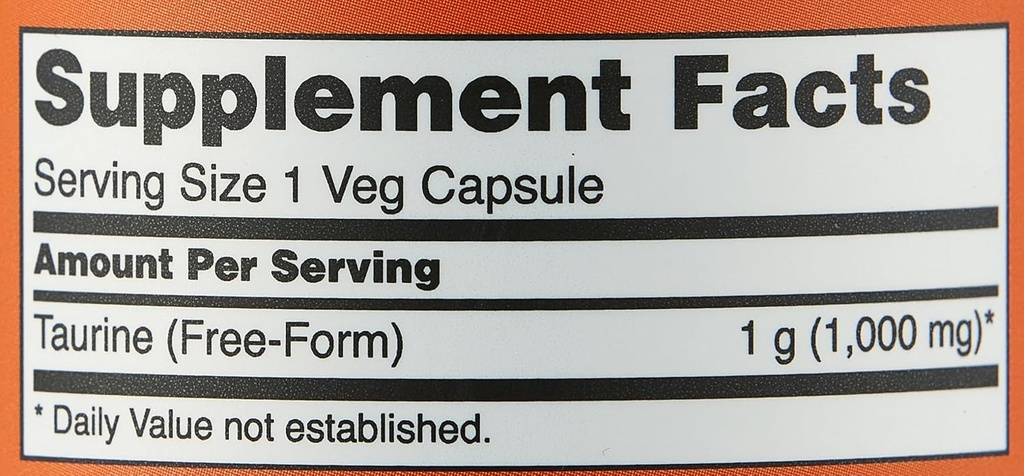 Supplement Facts
Serving Size 1 Veg Capsule
Amount Per Serving
Taurine (Free-Form) 1 g (1,000 mg)*
* Daily Value not established.